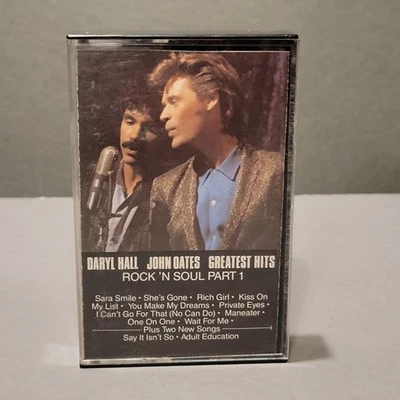 DARYL HALL JOHN OATES GREATEST HITS
ROCK 'N SOUL PART 1
Sara Smile • She's Gone • Rich Girl • Kiss On
My List • You Make My Dreams • Private Eyes •
I Can't Go For That (No Can Do) • Maneater •
One On One • Wait For Me •
Plus Two New Songs
Say It Isn't So • Adult Education